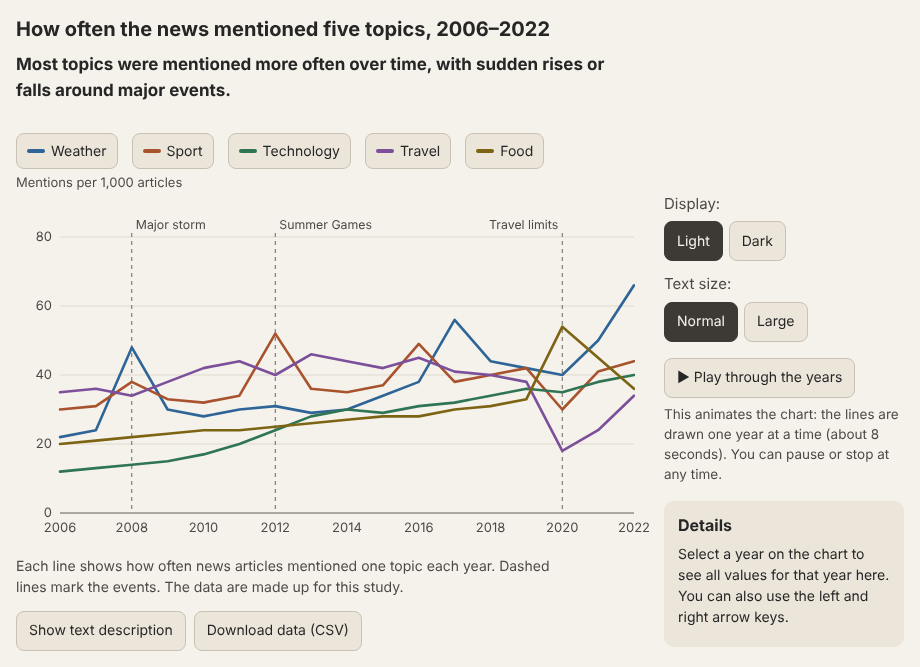 How often the news mentioned five topics, 2006–2022
Most topics were mentioned more often over time, with sudden rises or
falls around major events.
Weather
Sport
Technology
Travel
Food
Mentions per 1,000 articles
Major storm
Summer Games
Travel limits
80
60
40
20
0
2006
2008
2010
2012
2014
2016
2018
2020
2022
Each line shows how often news articles mentioned one topic each year. Dashed
lines mark the events. The data are made up for this study.
Show text description
Download data (CSV)
Display:
Light
Dark
Text size:
Normal
Large
▶ Play through the years
This animates the chart: the lines are
drawn one year at a time (about 8
seconds). You can pause or stop at
any time.
Details
Select a year on the chart to
see all values for that year here.
You can also use the left and
right arrow keys.